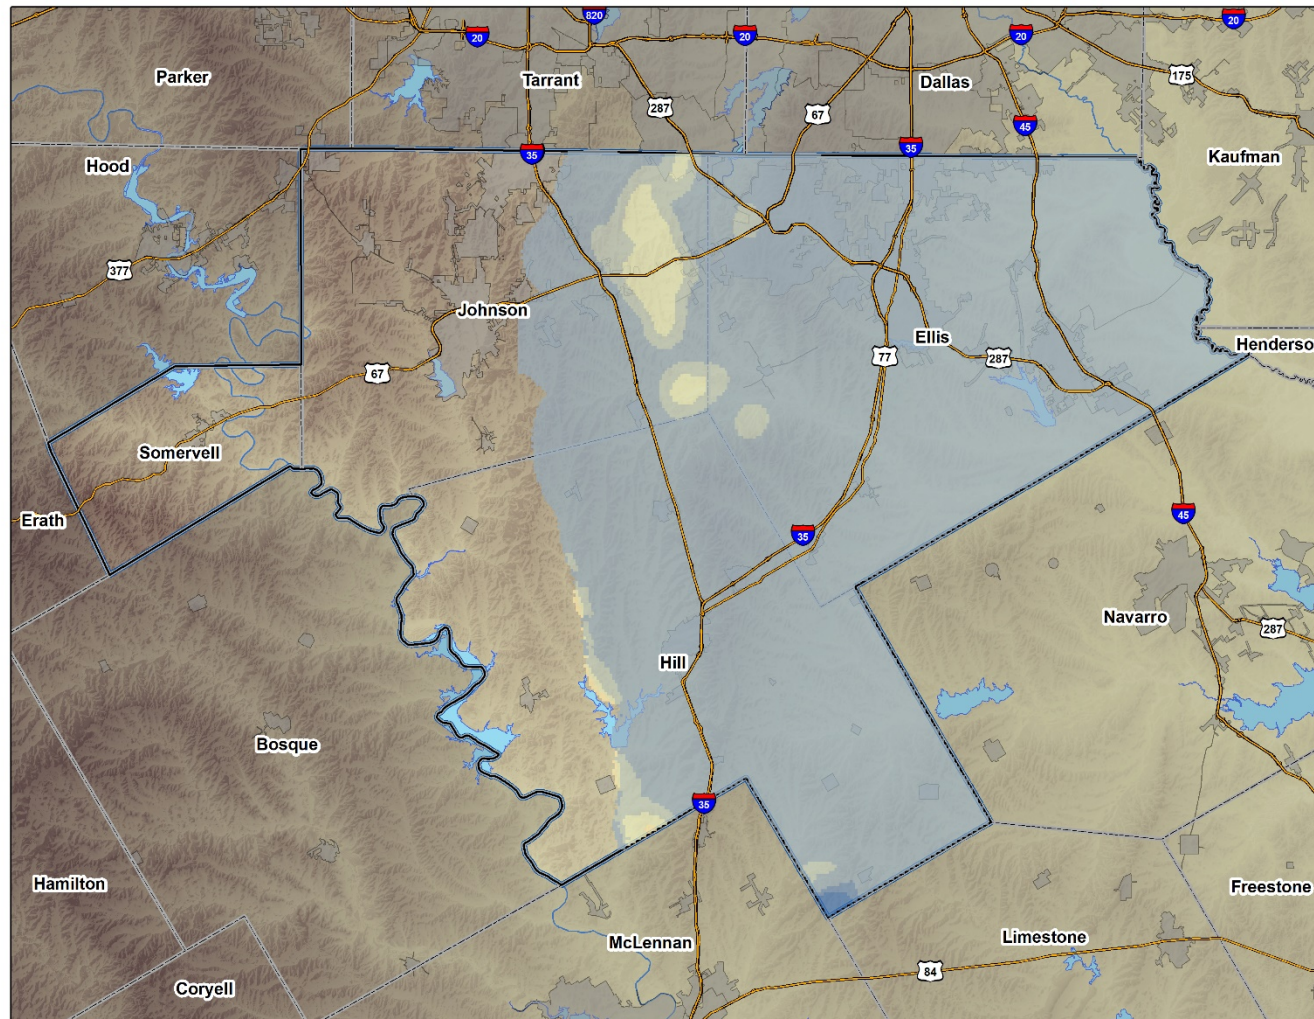 820
20
20
20
20
Parker
Tarrant
Dallas
175
287
67
45
35
35
Hood
Kaufman
377
Johnson
Ellis
Henderso
77
287
67
Somervell
45
Erath
35
Navarro
287
Hill
Bosque
35
Hamilton
Freestone
Limestone
McLennan
84
Coryell